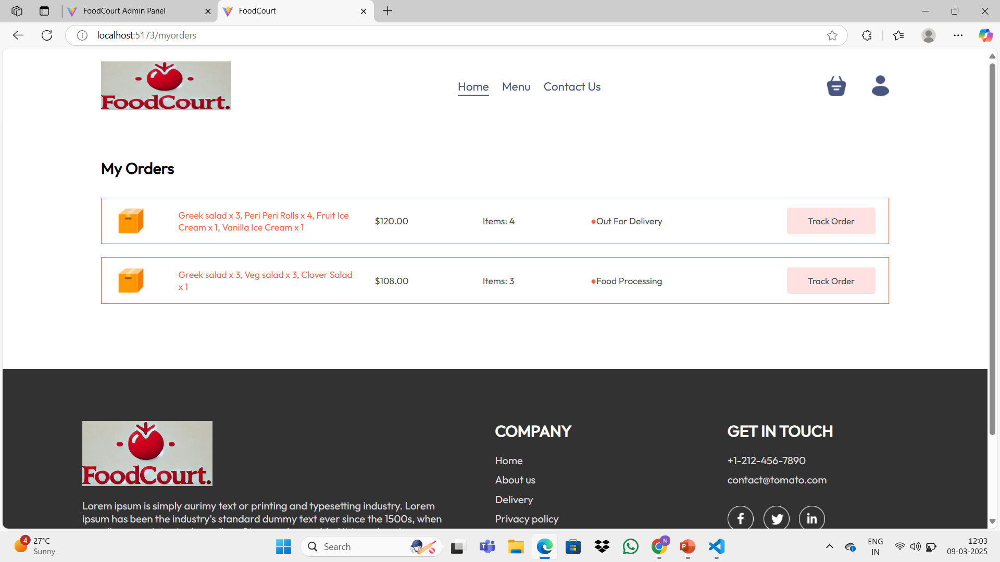 FoodCourt Admin Panel
FoodCourt
localhost:5173/myorders
FoodCourt.
Home
Menu
Contact Us
My Orders
Greek salad x 3, Peri Peri Rolls x 4, Fruit Ice
Cream x 1, Vanilla Ice Cream x 1
$120.00
Items: 4
Out For Delivery
Track Order
Greek salad x 3, Veg salad x 3, Clover Salad
x 1
$108.00
Items: 3
Food Processing
Track Order
FoodCourt.
Lorem ipsum is simply aurimy text or printing and typesetting industry. Lorem
ipsum has been the industry's standard dummy text ever since the 1500s, when
COMPANY
Home
About us
Delivery
Privacy policy
GET IN TOUCH
+1-212-456-7890
contact@tomato.com
4
27°C
Sunny
Search
N
ENG
IN
12:03
09-03-2025